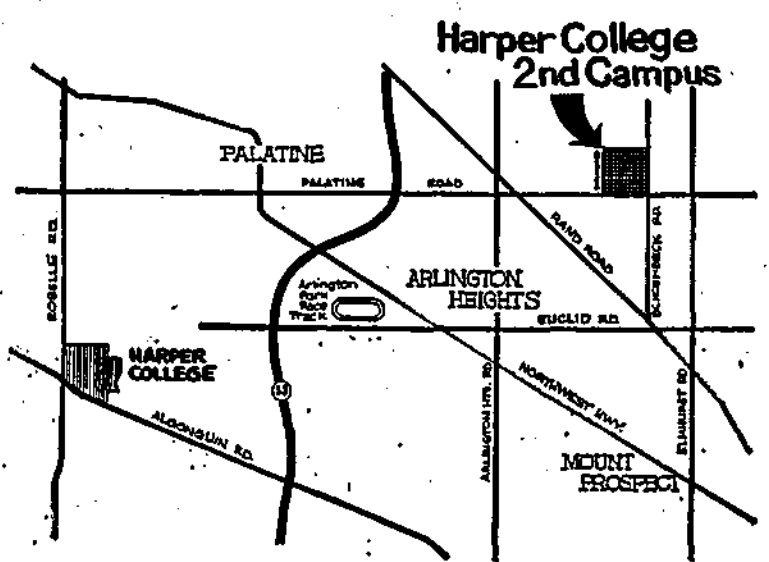 Harper College
2nd Campus
PALATINE
PALATINE ROAD
ROSELLE RD.
RAND ROAD
ARLINGTON
HEIGHTS
Arlington
Park
Race
Track
EUCLID RD.
HARPER
COLLEGE
ALGONQUIN RD.
ARLINGTON HTS. RD.
NORTHWEST HWY.
ELMHURST RD.
MOUNT
PROSPECT